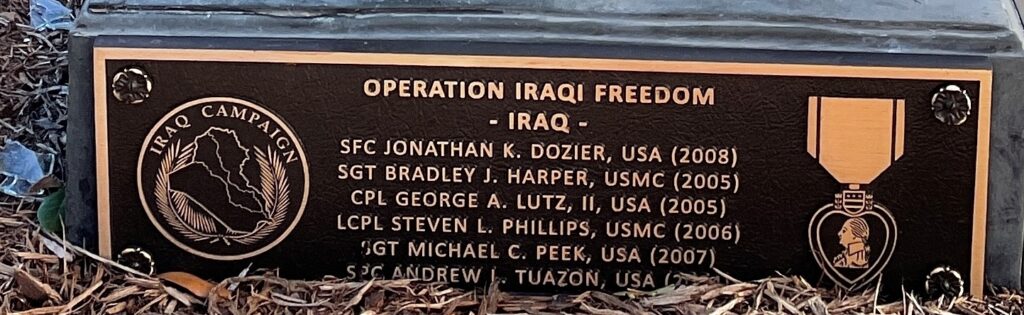 OPERATION IRAQI FREEDOM
- IRAQ -
IRAQ CAMPAIGN
SFC JONATHAN K. DOZIER, USA (2008)
SGT BRADLEY J. HARPER, USMC (2005)
CPL GEORGE A. LUTZ, II, USA (2005)
LCPL STEVEN L. PHILLIPS, USMC (2006)
SGT MICHAEL C. PEEK, USA (2007)
ANDREW L. TUAZON, USA